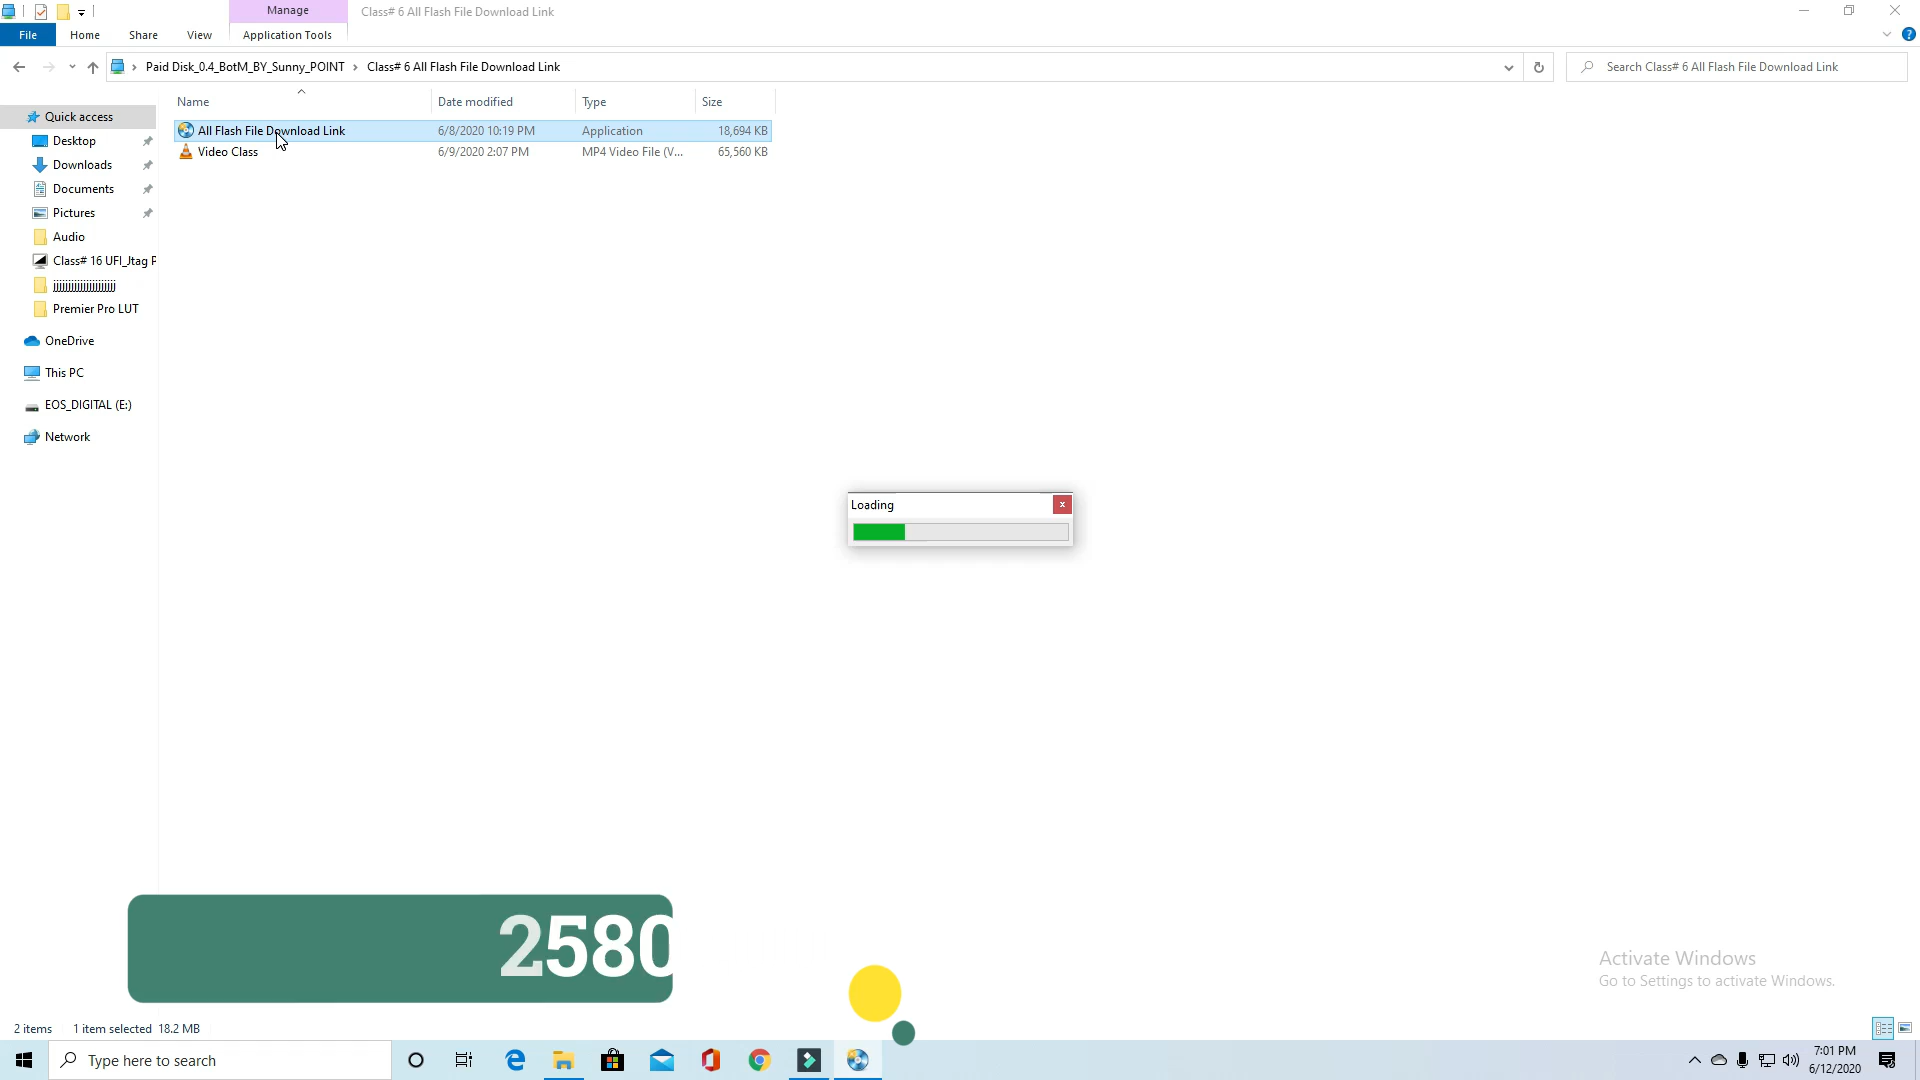 Manage
Class# 6 All Flash File Download Link
File
Home
Share
View
Application Tools
Paid Disk_0.4_BotM_BY_Sunny_POINT
Class# 6 All Flash File Download Link
Search Class# 6 All Flash File Download Link
Name
Date modified
Type
Size
All Flash File Download Link
6/8/2020 10:19 PM
Application
18,694 KB
Video Class
6/9/2020 2:07 PM
MP4 Video File (V...
65,560 KB
Quick access
Desktop
Downloads
Documents
Pictures
Audio
Class# 16 UFI_Jtag P
Premier Pro LUT
OneDrive
This PC
EOS_DIGITAL (E:)
Network
Loading
2580
Activate Windows
Go to Settings to activate Windows.
2 items
1 item selected 18.2 MB
Type here to search
7:01 PM
6/12/2020